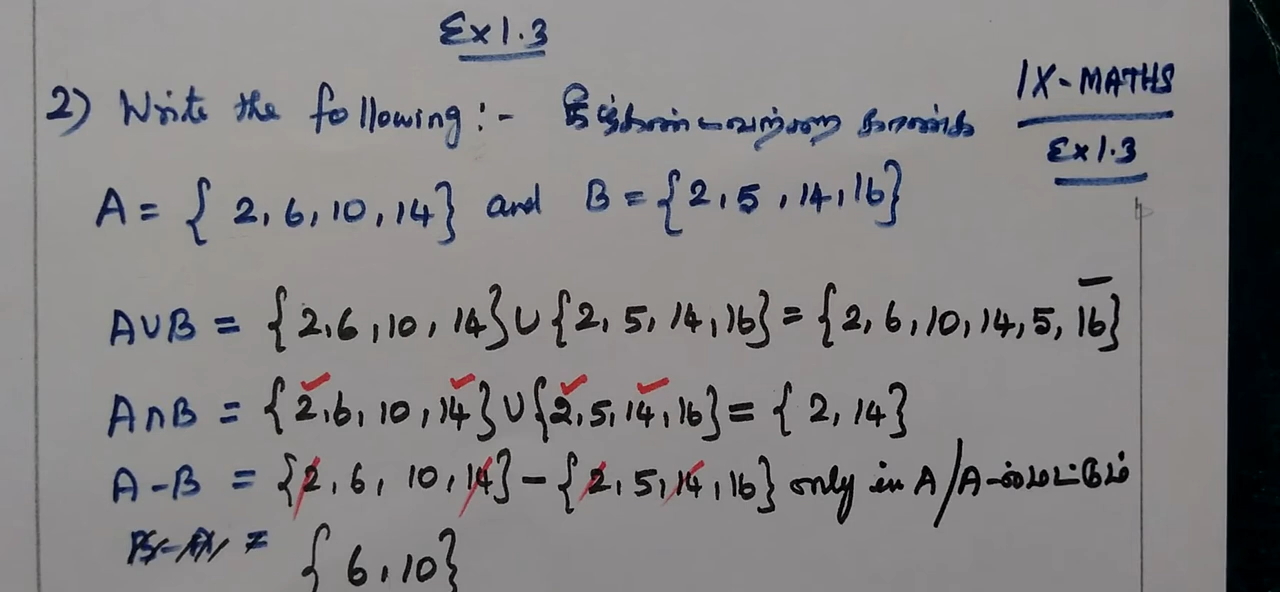 Ex 1.3
IX-MATHS
Ex 1.3
2) Write the following :- கீழ்கண்டவற்றை காண்க
A = { 2, 6, 10, 14} and B = {2, 5, 14, 16}
A∪B = {2, 6, 10, 14} ∪ {2, 5, 14, 16} = {2, 6, 10, 14, 5, 16}
A∩B = {2, 6, 10, 14} ∪ {2, 5, 14, 16} = { 2, 14}
A-B = {2, 6, 10, 14} - {2, 5, 14, 16} only in A/A-ல் மட்டும்
B-A =
{ 6, 10}